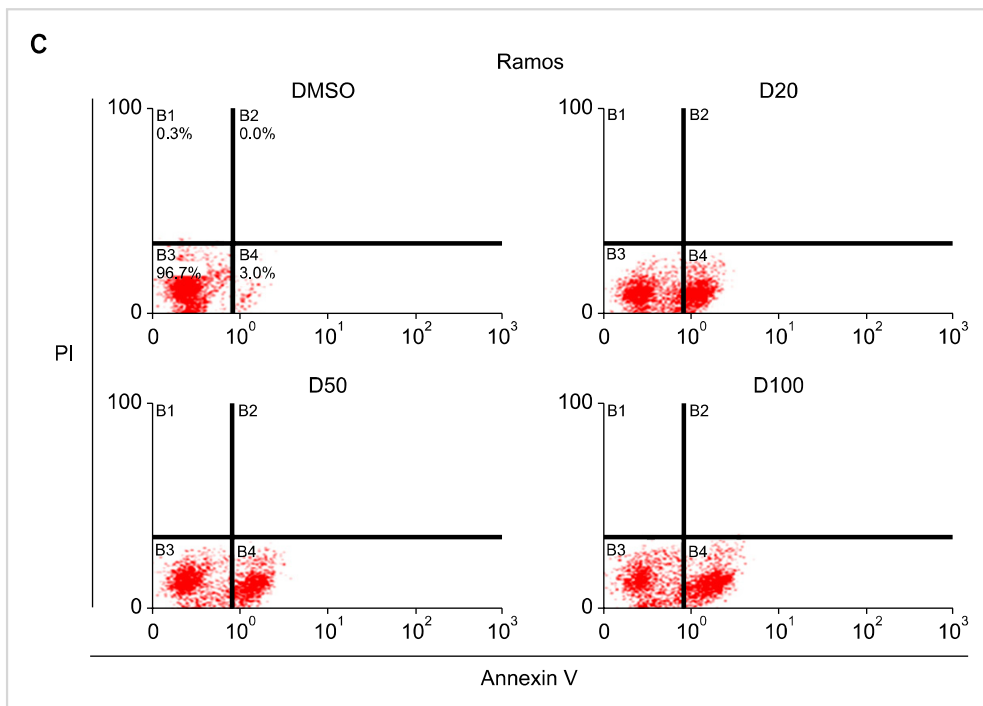 C
Ramos
DMSO
100
B1
0.3%
B2
0.0%
B3
96.7%
B4
3.0%
0
0 10⁰ 10¹ 10² 10³
D20
100
B1
B2
B3
B4
0
0 10⁰ 10¹ 10² 10³
PI
D50
100
B1
B2
B3
B4
0
0 10⁰ 10¹ 10² 10³
D100
100
B1
B2
B3
B4
0
0 10⁰ 10¹ 10² 10³
Annexin V